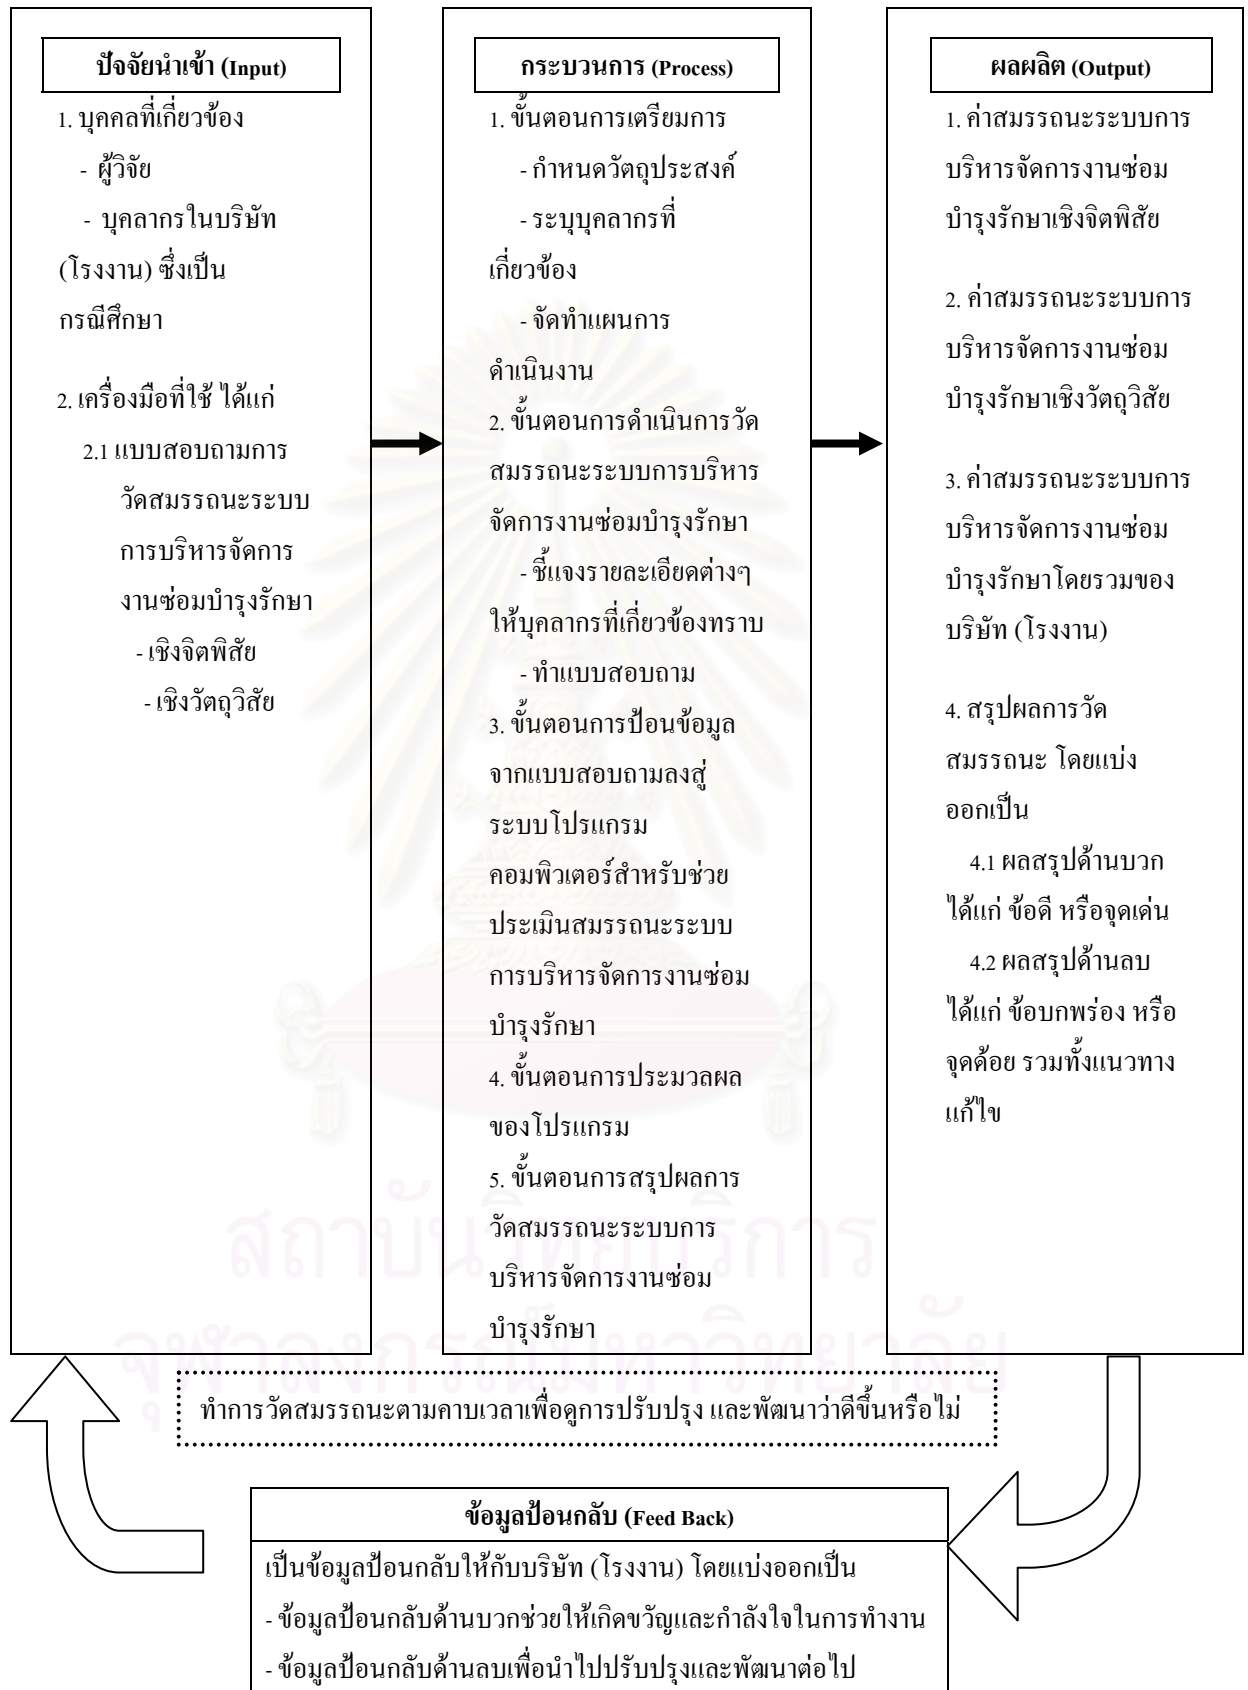 ปัจจัยนำเข้า (Input)
1. บุคคลที่เกี่ยวข้อง
- ผู้วิจัย
- บุคลากรในบริษัท
(โรงงาน) ซึ่งเป็น
กรณีศึกษา
2. เครื่องมือที่ใช้ ได้แก่
2.1 แบบสอบถามการ
วัดสมรรถนะระบบ
การบริหารจัดการ
งานซ่อมบำรุงรักษา
- เชิงจิตพิสัย
- เชิงวัตถุวิสัย
กระบวนการ (Process)
1. ขั้นตอนการเตรียมการ
- กำหนดวัตถุประสงค์
- ระบุบุคลากรที่
เกี่ยวข้อง
- จัดทำแผนการ
ดำเนินงาน
2. ขั้นตอนการดำเนินการวัด
สมรรถนะระบบการบริหาร
จัดการงานซ่อมบำรุงรักษา
- ชี้แจงรายละเอียดต่างๆ
ให้บุคลากรที่เกี่ยวข้องทราบ
- ทำแบบสอบถาม
3. ขั้นตอนการป้อนข้อมูล
จากแบบสอบถามลงสู่
ระบบโปรแกรม
คอมพิวเตอร์สำหรับช่วย
ประเมินสมรรถนะระบบ
การบริหารจัดการงานซ่อม
บำรุงรักษา
4. ขั้นตอนการประมวลผล
ของโปรแกรม
5. ขั้นตอนการสรุปผลการ
วัดสมรรถนะระบบการ
บริหารจัดการงานซ่อม
บำรุงรักษา
ผลผลิต (Output)
1. ค่าสมรรถนะระบบการ
บริหารจัดการงานซ่อม
บำรุงรักษาเชิงจิตพิสัย
2. ค่าสมรรถนะระบบการ
บริหารจัดการงานซ่อม
บำรุงรักษาเชิงวัตถุวิสัย
3. ค่าสมรรถนะระบบการ
บริหารจัดการงานซ่อม
บำรุงรักษาโดยรวมของ
บริษัท (โรงงาน)
4. สรุปผลการวัด
สมรรถนะ โดยแบ่ง
ออกเป็น
4.1 ผลสรุปด้านบวก
ได้แก่ ข้อดี หรือจุดเด่น
4.2 ผลสรุปด้านลบ
ได้แก่ ข้อบกพร่อง หรือ
จุดด้อย รวมทั้งแนวทาง
แก้ไข
สถาบันวิทยบริการ
จุฬาลงกรณ์มหาวิทยาลัย
ทำการวัดสมรรถนะตามคาบเวลาเพื่อดูการปรับปรุง และพัฒนาว่าดีขึ้นหรือไม่
ข้อมูลป้อนกลับ (Feed Back)
เป็นข้อมูลป้อนกลับให้กับบริษัท (โรงงาน) โดยแบ่งออกเป็น
- ข้อมูลป้อนกลับด้านบวกช่วยให้เกิดขวัญและกำลังใจในการทำงาน
- ข้อมูลป้อนกลับด้านลบเพื่อนำไปปรับปรุงและพัฒนาต่อไป